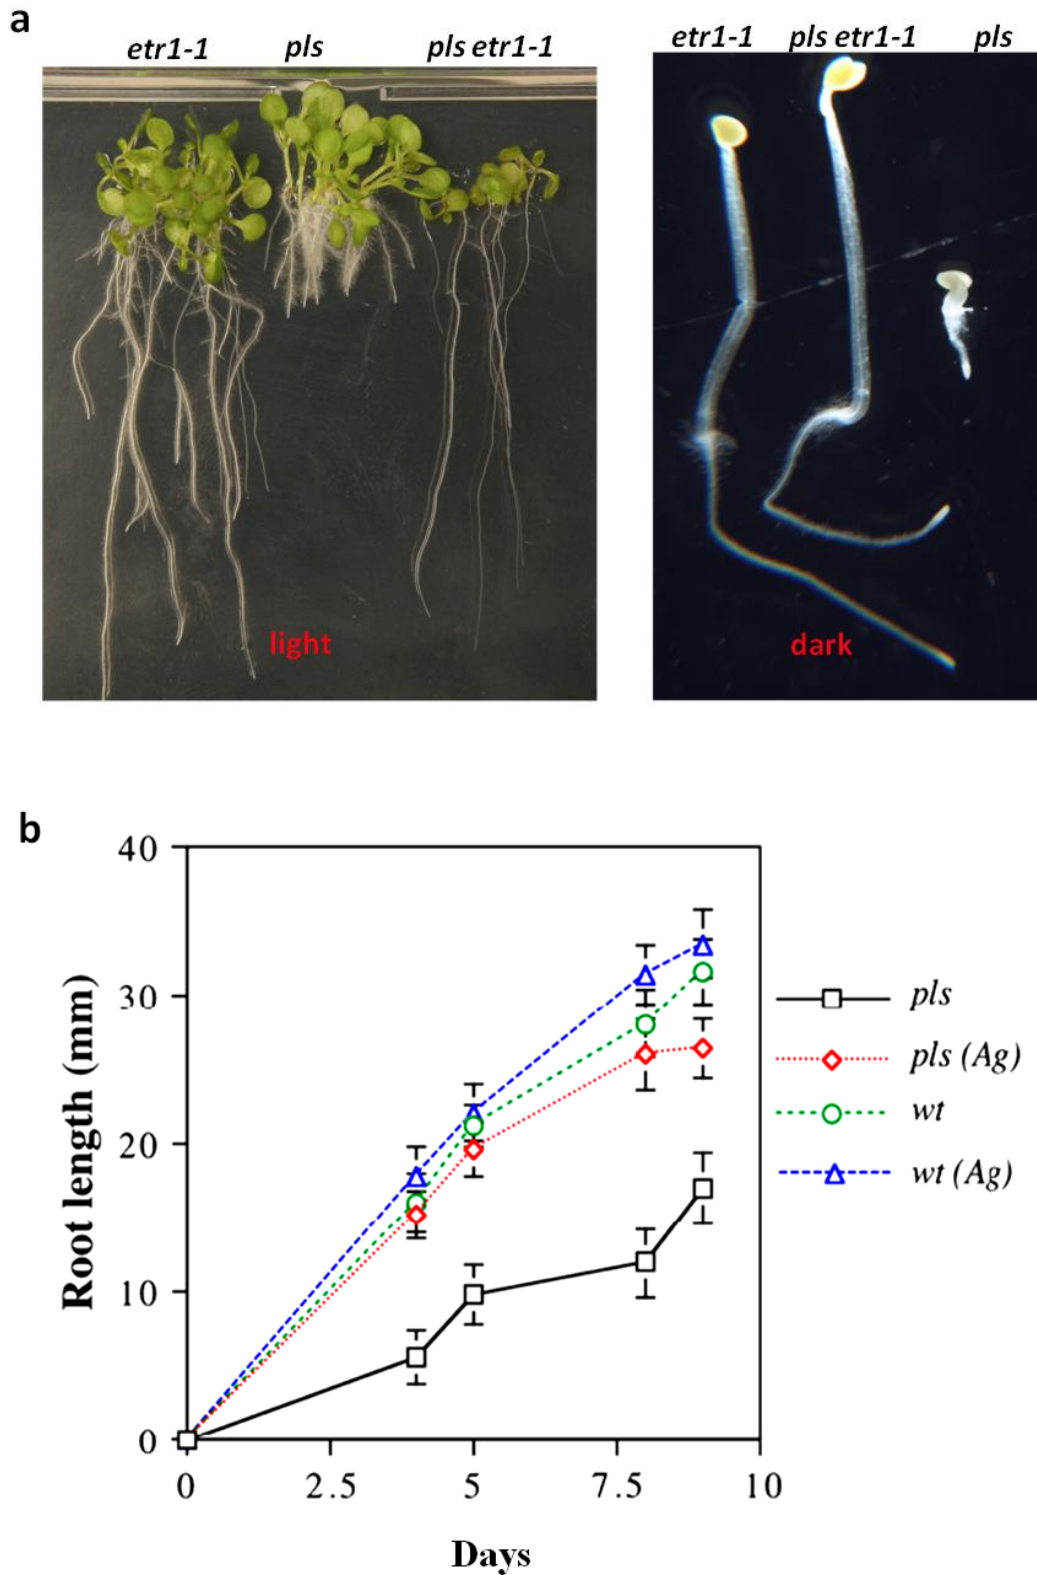 a
etr1-1 pls pls etr1-1
etr1-1 pls etr1-1 pls
light
dark
b
40
30
20
10
0
0 2.5 5 7.5 10
Root length (mm)
Days
pls
pls (Ag)
wt
wt (Ag)